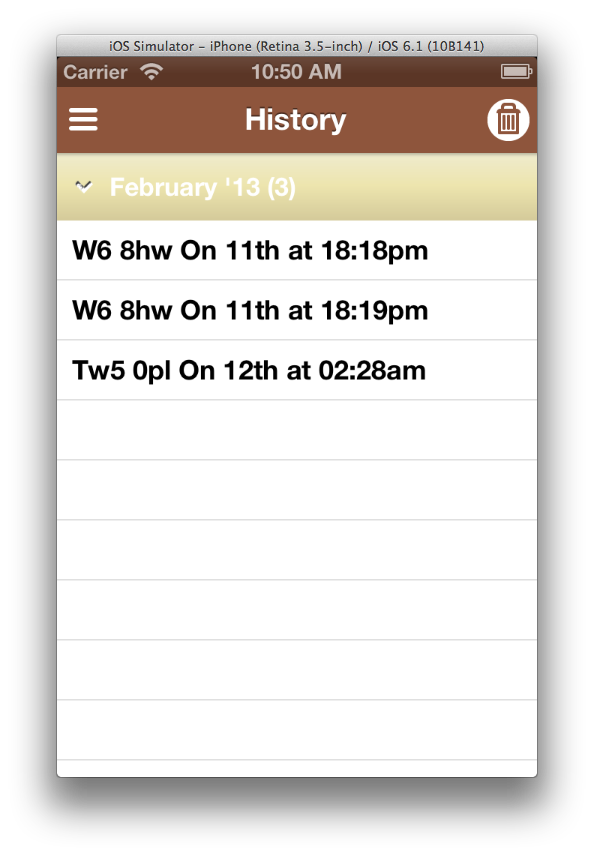 iOS Simulator – iPhone (Retina 3.5-inch) / iOS 6.1 (10B141)
Carrier 10:50 AM
History
February '13 (3)
W6 8hw On 11th at 18:18pm
W6 8hw On 11th at 18:19pm
Tw5 0pl On 12th at 02:28am